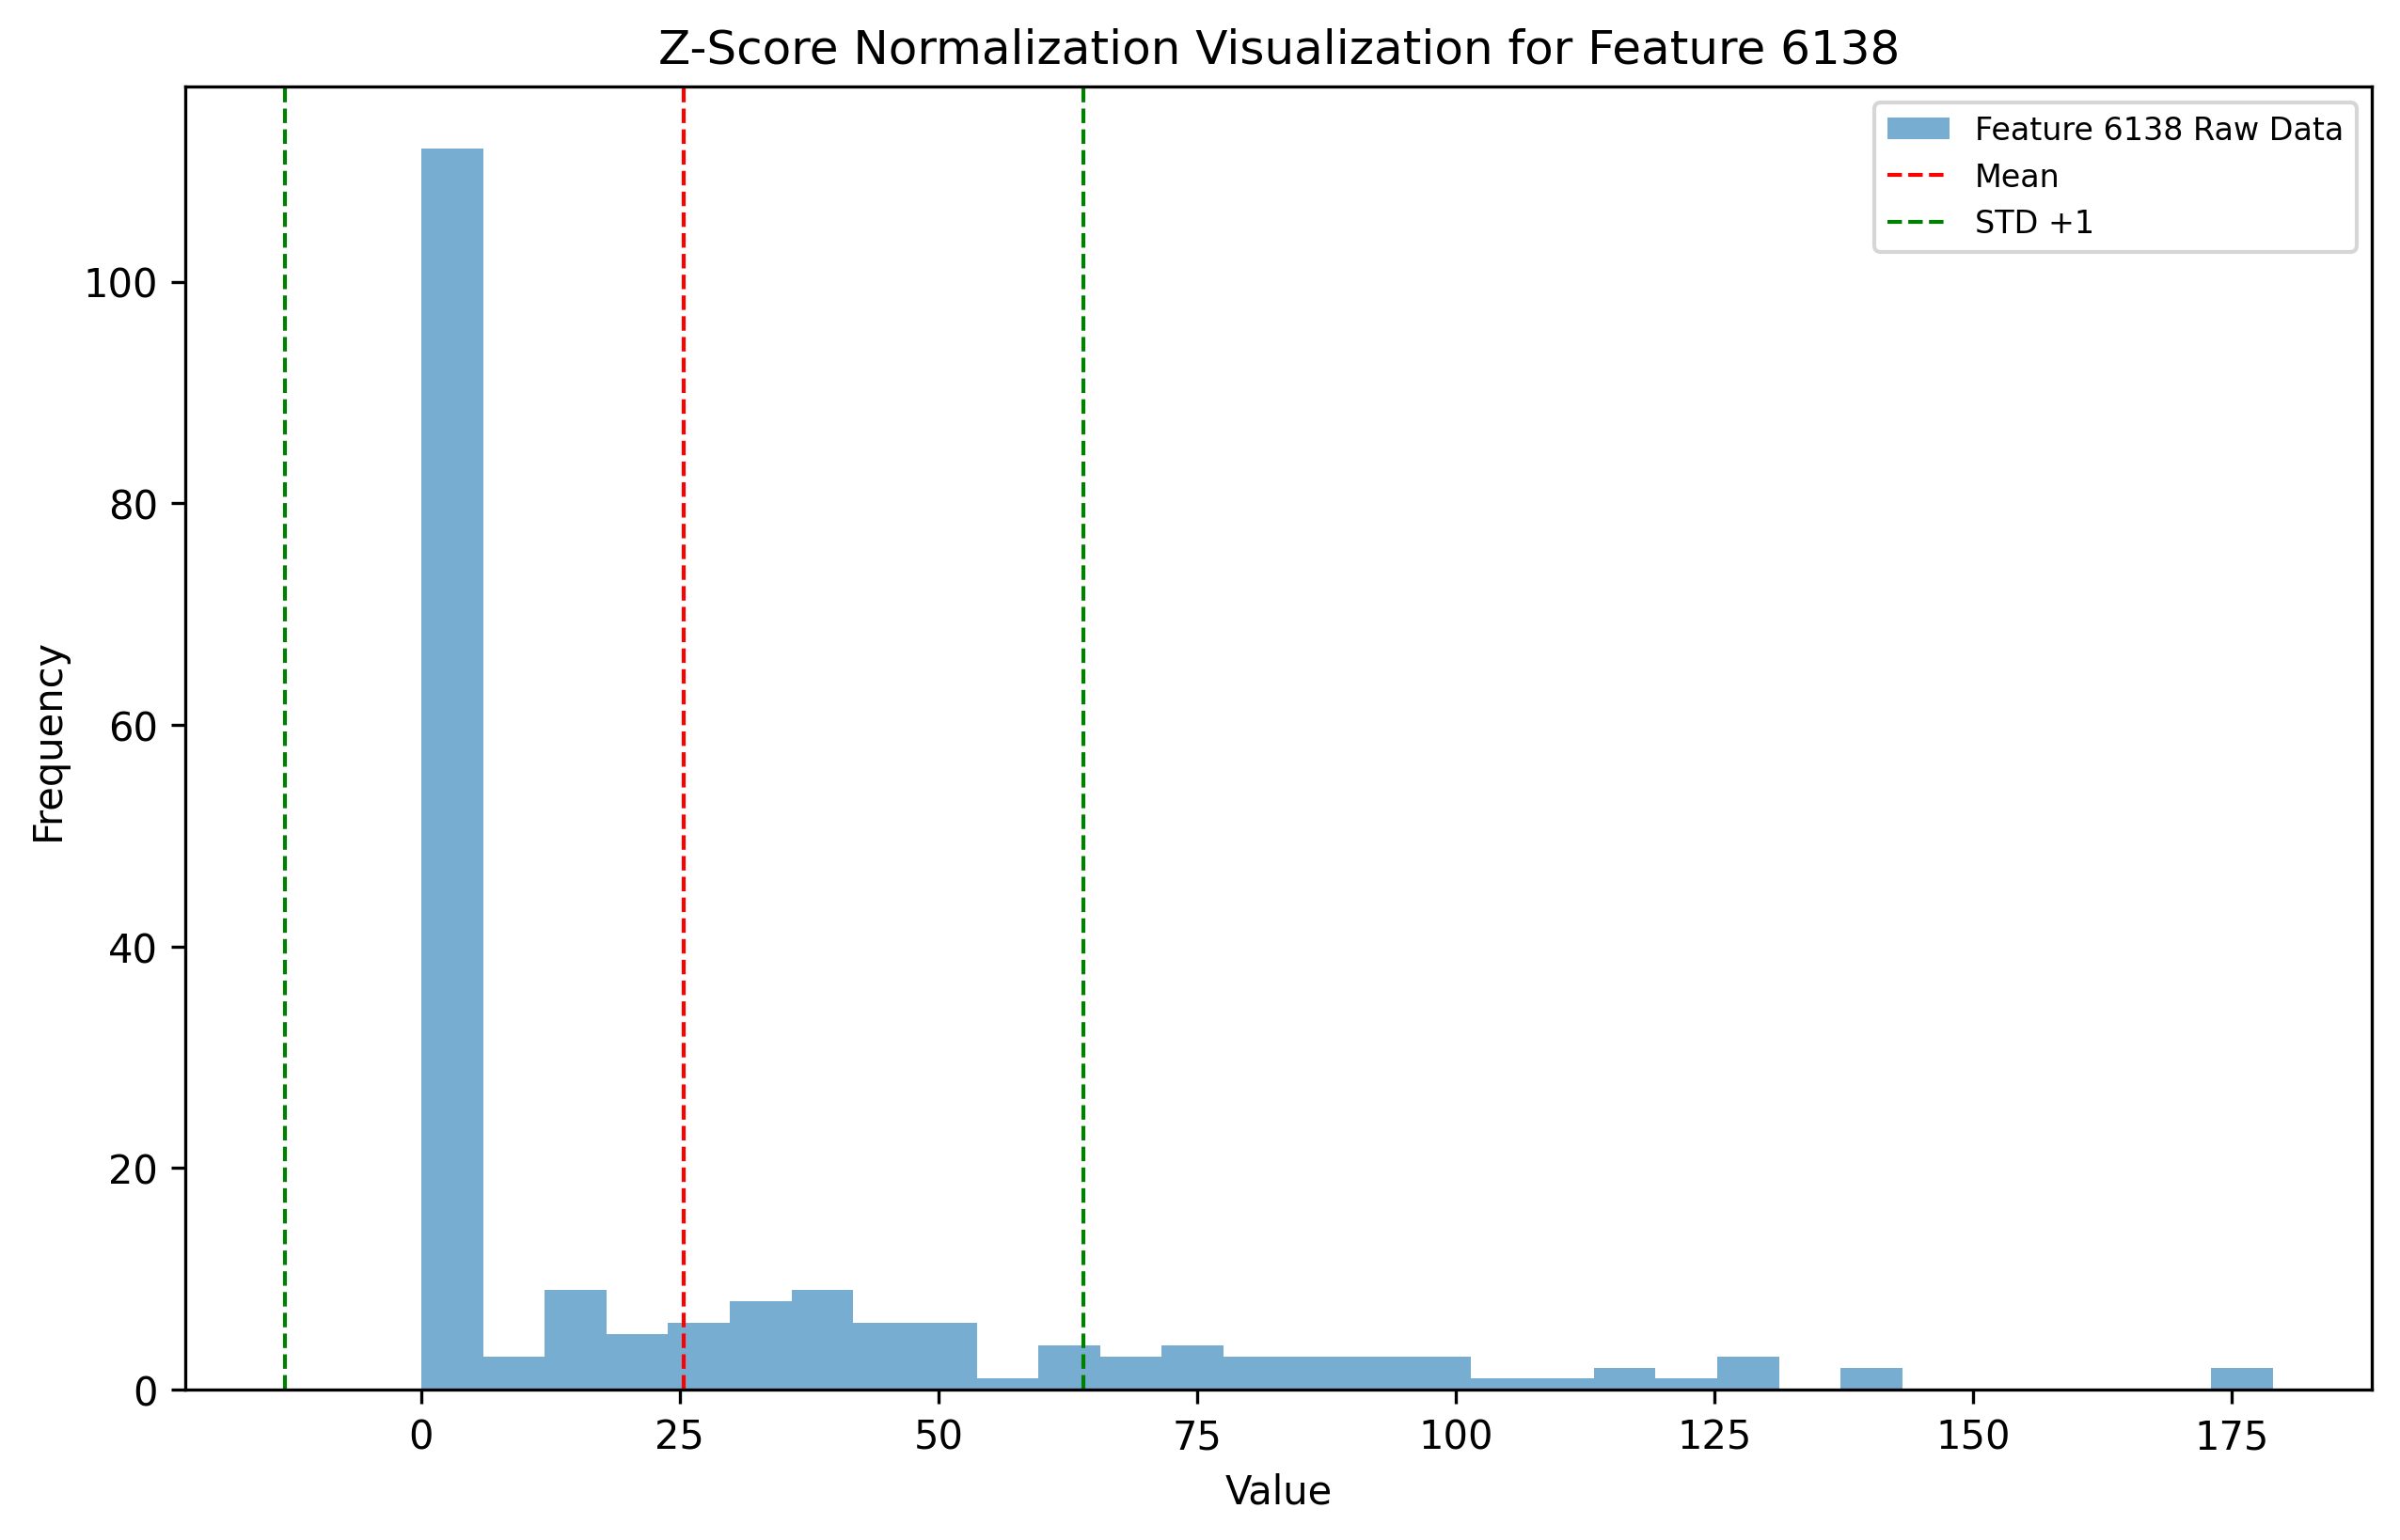 Z-Score Normalization Visualization for Feature 6138
Feature 6138 Raw Data
Mean
STD +1
Frequency
100
80
60
40
20
0
0 25 50 75 100 125 150 175
Value